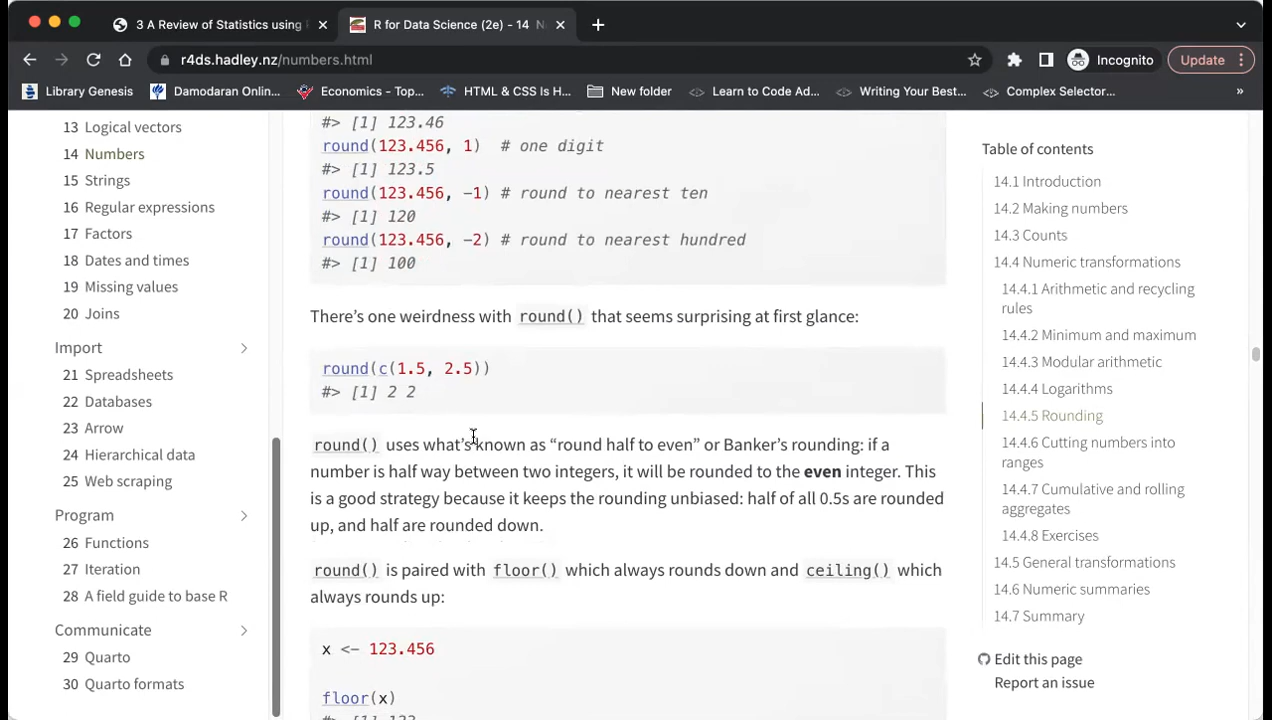 3 A Review of Statistics using
R for Data Science (2e) - 14
r4ds.hadley.nz/numbers.html
Incognito
Update
Library Genesis
Damodaran Onlin...
Economics - Top...
HTML & CSS Is H...
New folder
Learn to Code Ad...
Writing Your Best...
Complex Selector...
»
13 Logical vectors
14 Numbers
15 Strings
16 Regular expressions
17 Factors
18 Dates and times
19 Missing values
20 Joins
Import
21 Spreadsheets
22 Databases
23 Arrow
24 Hierarchical data
25 Web scraping
Program
26 Functions
27 Iteration
28 A field guide to base R
Communicate
29 Quarto
30 Quarto formats
#> [1] 123.46
round(123.456, 1)  # one digit
#> [1] 123.5
round(123.456, -1) # round to nearest ten
#> [1] 120
round(123.456, -2) # round to nearest hundred
#> [1] 100
There's one weirdness with round() that seems surprising at first glance:
round(c(1.5, 2.5))
#> [1] 2 2
round() uses what's known as “round half to even” or Banker's rounding: if a
number is half way between two integers, it will be rounded to the even integer. This
is a good strategy because it keeps the rounding unbiased: half of all 0.5s are rounded
up, and half are rounded down.
round() is paired with floor() which always rounds down and ceiling() which
always rounds up:
x <- 123.456
floor(x)
#> [1] 123
Table of contents
14.1 Introduction
14.2 Making numbers
14.3 Counts
14.4 Numeric transformations
14.4.1 Arithmetic and recycling
rules
14.4.2 Minimum and maximum
14.4.3 Modular arithmetic
14.4.4 Logarithms
14.4.5 Rounding
14.4.6 Cutting numbers into
ranges
14.4.7 Cumulative and rolling
aggregates
14.4.8 Exercises
14.5 General transformations
14.6 Numeric summaries
14.7 Summary
Edit this page
Report an issue